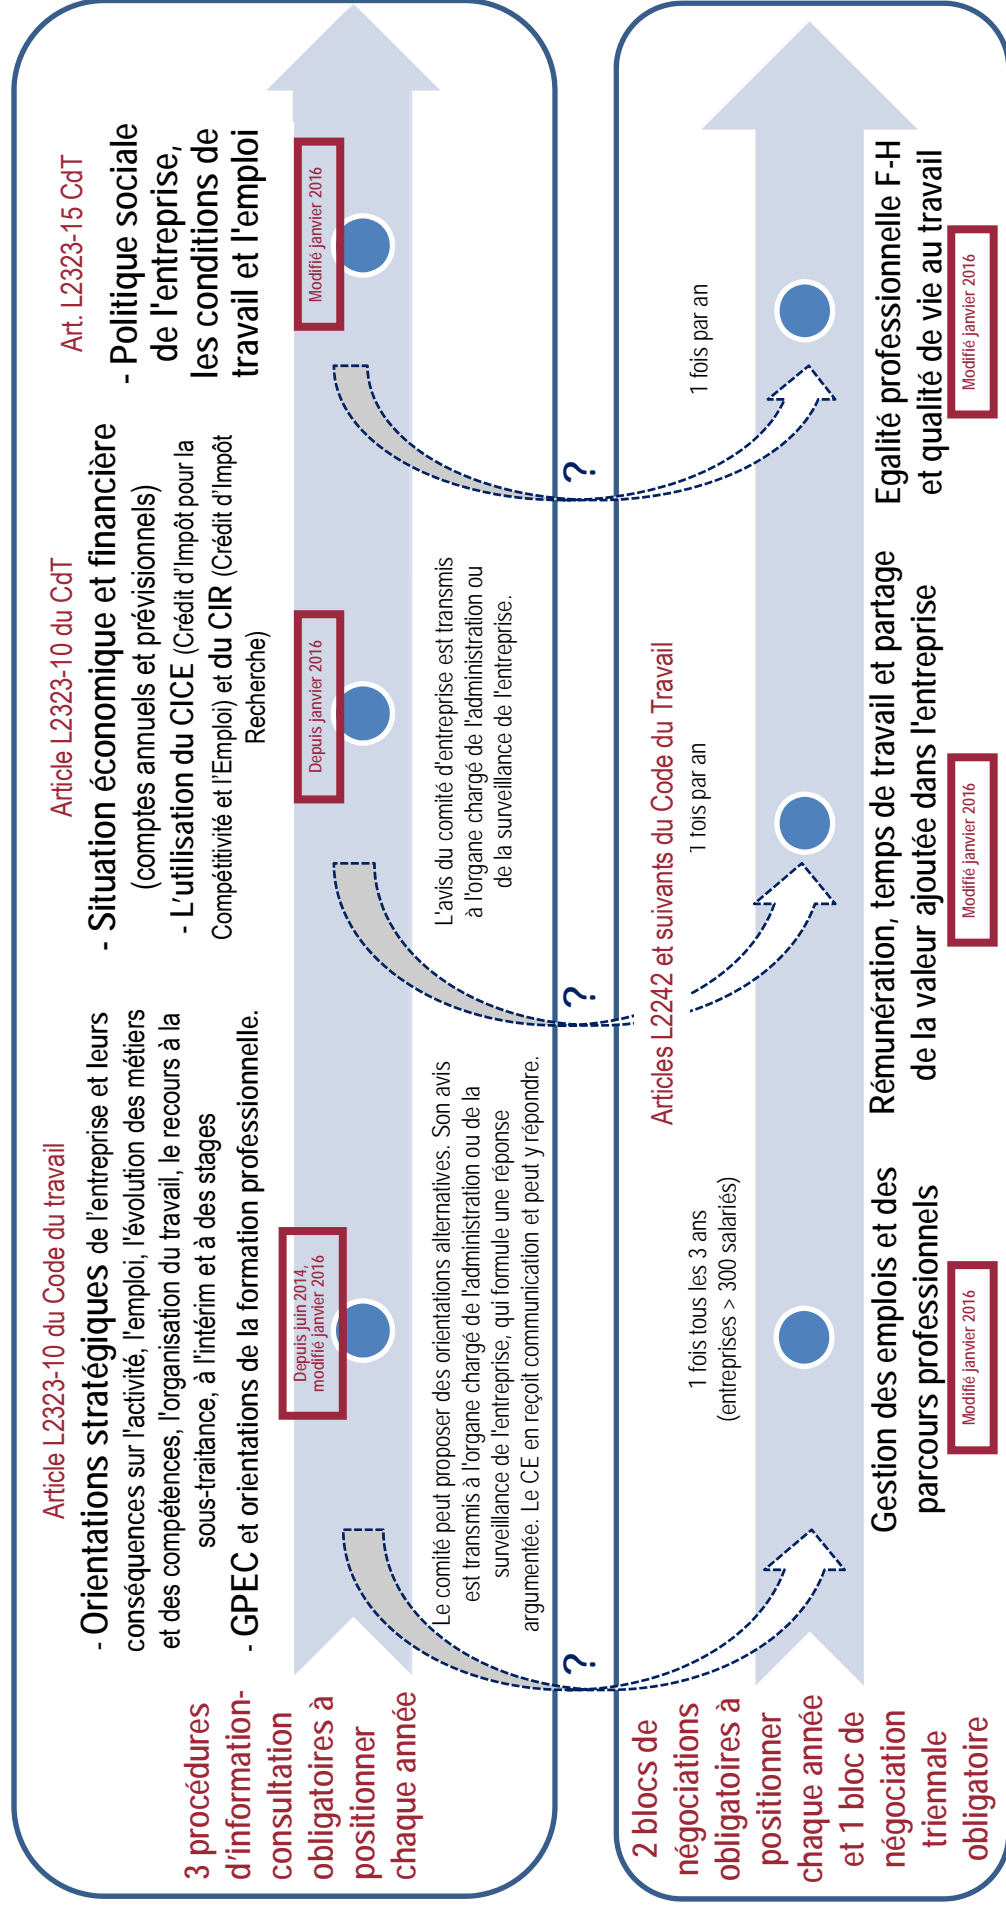 3 procédures
d'information-
consultation
obligatoires à
positionner
chaque année
Article L2323-10 du Code du travail
- Orientations stratégiques de l'entreprise et leurs
conséquences sur l'activité, l'emploi, l'évolution des métiers
et des compétences, l'organisation du travail, le recours à la
sous-traitance, à l'intérim et à des stages
- GPEC et orientations de la formation professionnelle.
Depuis juin 2014,
modifié janvier 2016
Le comité peut proposer des orientations alternatives. Son avis
est transmis à l'organe chargé de l'administration ou de la
surveillance de l'entreprise, qui formule une réponse
argumentée. Le CE en reçoit communication et peut y répondre.
Article L2323-10 du CdT
- Situation économique et financière
(comptes annuels et prévisionnels)
- L'utilisation du CICE (Crédit d'Impôt pour la
Compétitivité et l'Emploi) et du CIR (Crédit d'Impôt
Recherche)
Depuis janvier 2016
L'avis du comité d'entreprise est transmis
à l'organe chargé de l'administration ou
de la surveillance de l'entreprise.
Art. L2323-15 CdT
- Politique sociale
de l'entreprise,
les conditions de
travail et l'emploi
Modifié janvier 2016
?
?
?
2 blocs de
négociations
obligatoires à
positionner
chaque année
et 1 bloc de
négociation
triennale
obligatoire
Articles L2242 et suivants du Code du Travail
1 fois tous les 3 ans
(entreprises > 300 salariés)
Gestion des emplois et des
parcours professionnels
Modifié janvier 2016
1 fois par an
Rémunération, temps de travail et partage
de la valeur ajoutée dans l'entreprise
Modifié janvier 2016
1 fois par an
Egalité professionnelle F-H
et qualité de vie au travail
Modifié janvier 2016